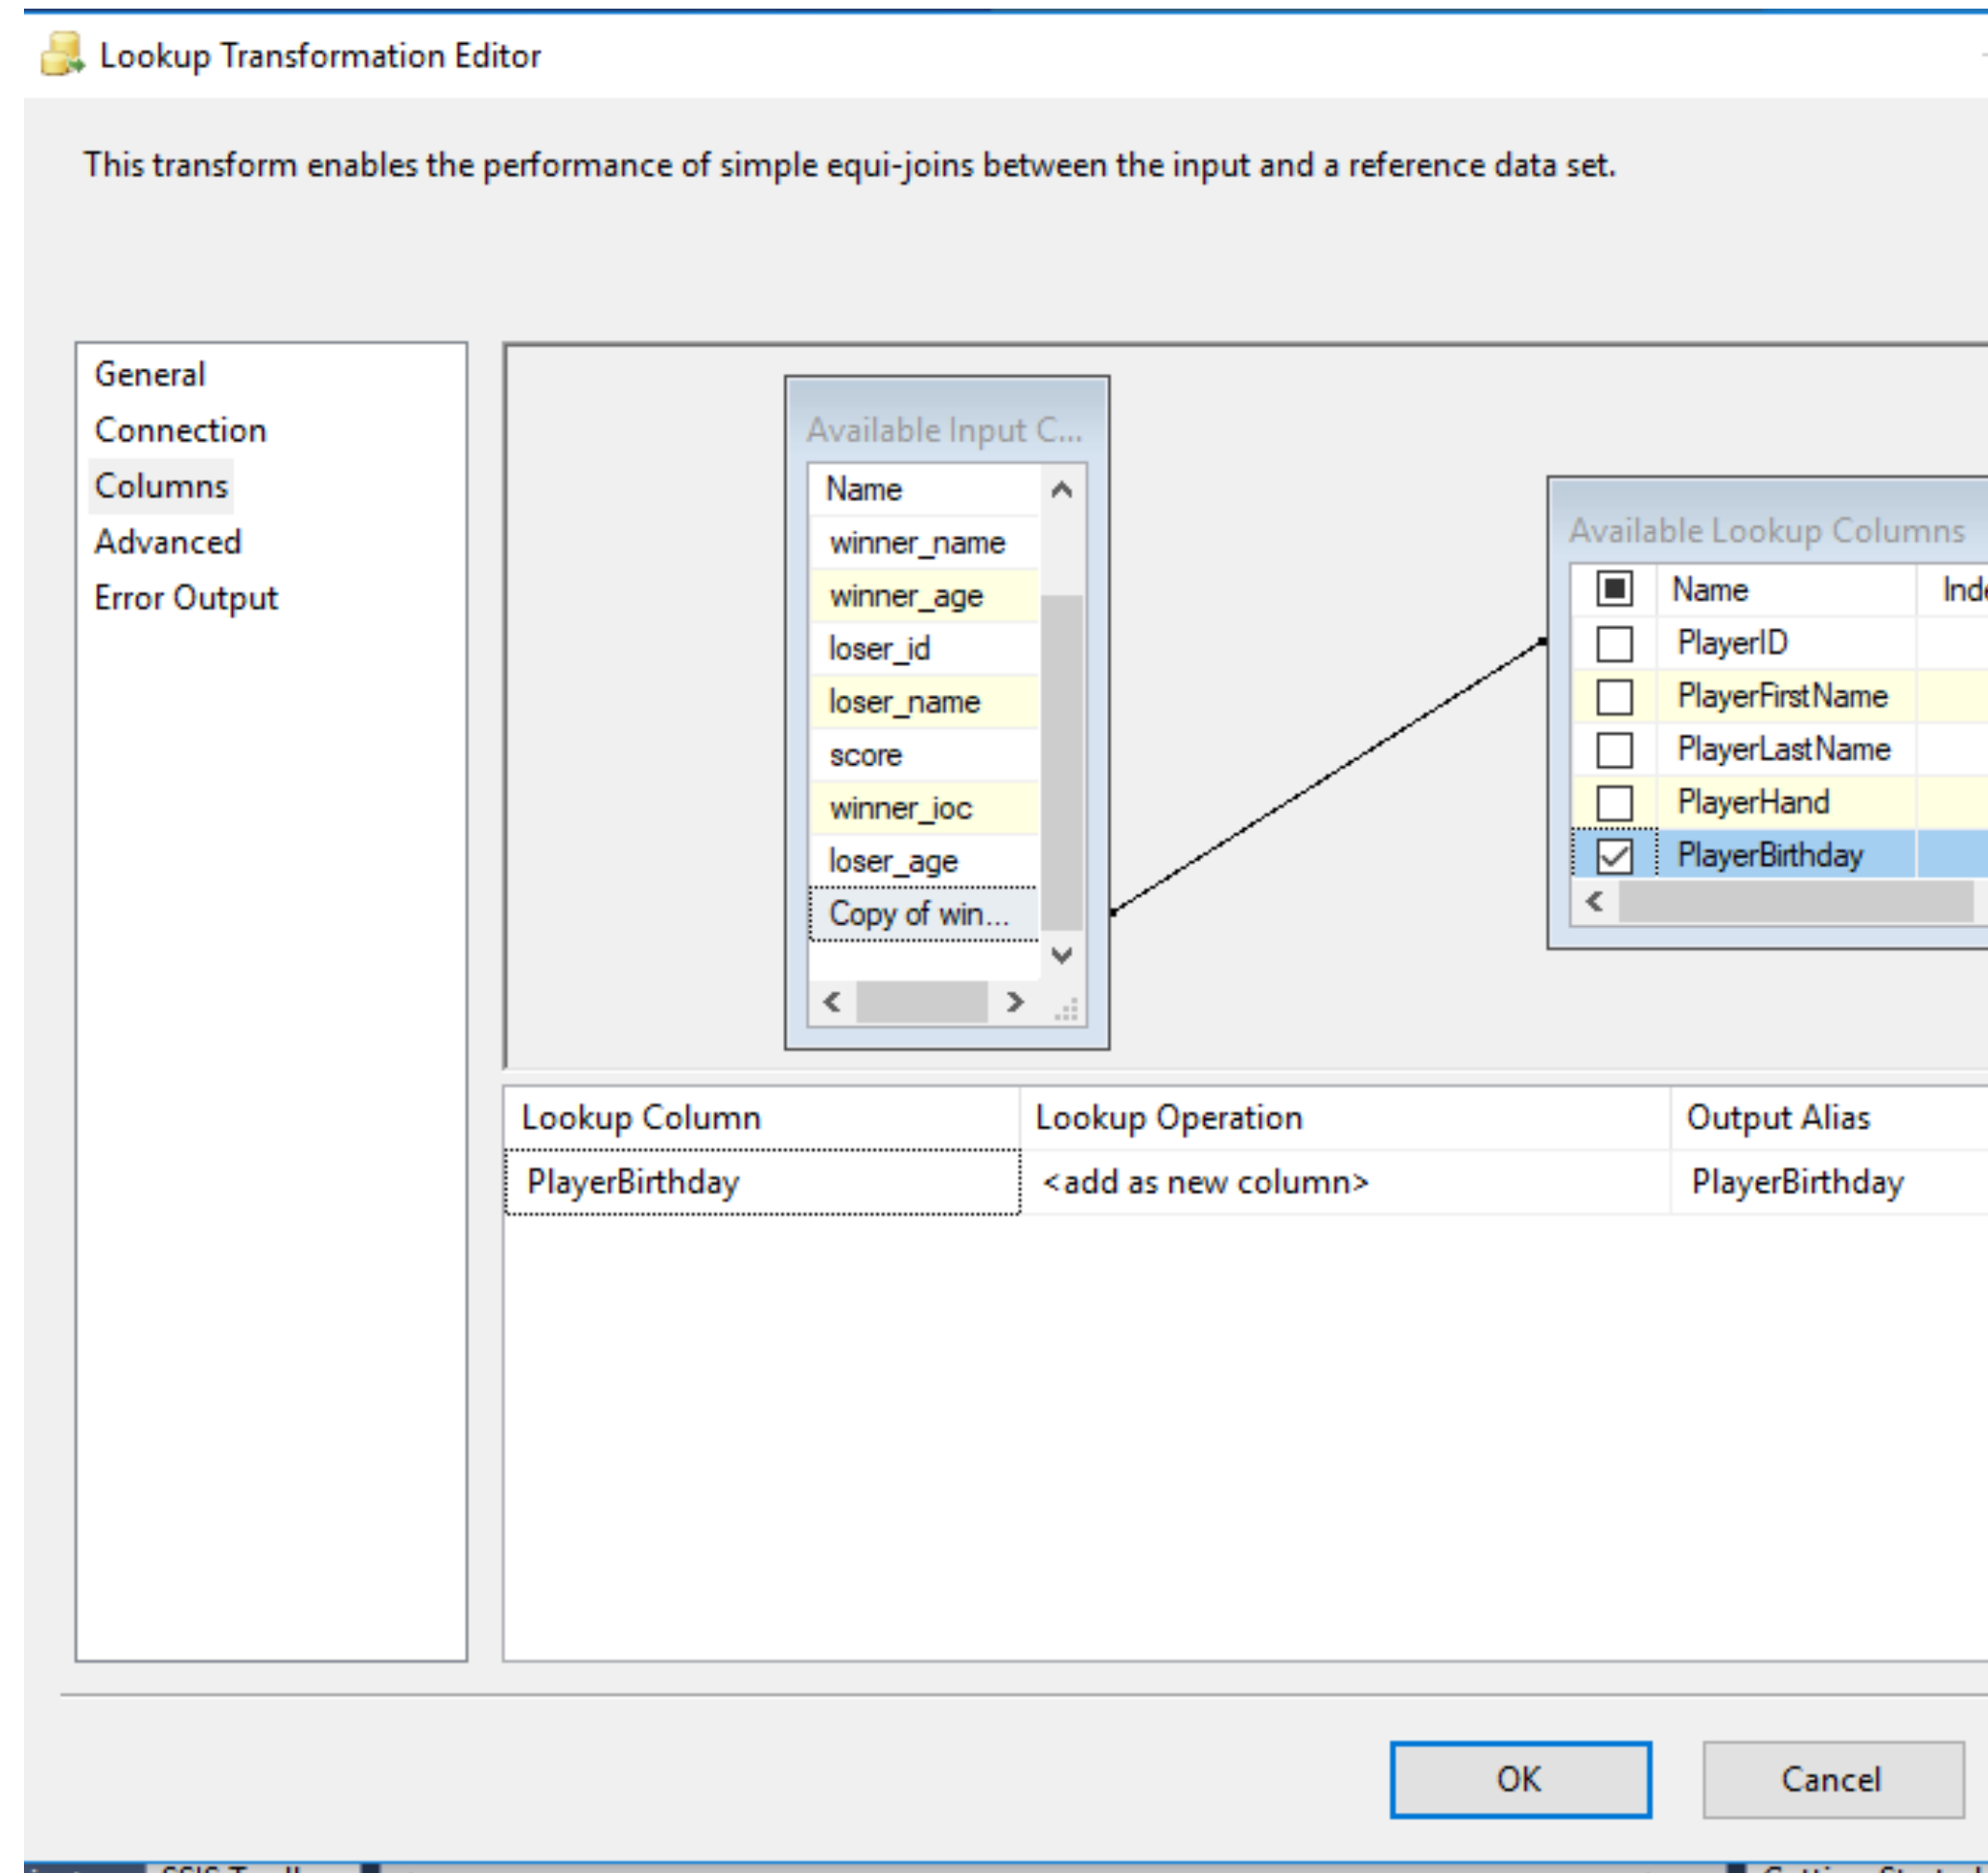 Lookup Transformation Editor
This transform enables the performance of simple equi-joins between the input and a reference data set.
General
Connection
Columns
Advanced
Error Output
Available Input C...
Name
winner_name
winner_age
loser_id
loser_name
score
winner_ioc
loser_age
Copy of win...
Available Lookup Columns
Name Inde
PlayerID
PlayerFirstName
PlayerLastName
PlayerHand
PlayerBirthday
Lookup Column Lookup Operation Output Alias
PlayerBirthday <add as new column> PlayerBirthday
OK Cancel